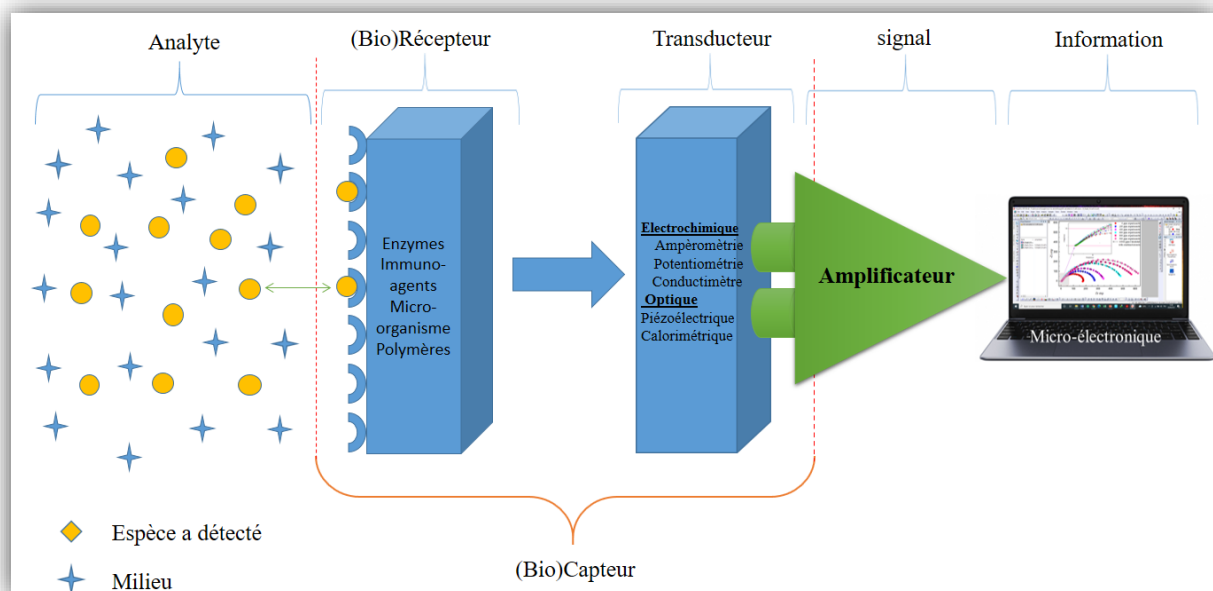 Analyte
(Bio)Récepteur
Transducteur
signal
Information
Enzymes
Immuno-
agents
Micro-
organisme
Polymères
Electrochimique
Ampèromètrie
Potentiométrie
Conductimètre
Optique
Piézoélectrique
Calorimétrique
Amplificateur
Micro-électronique
Espèce a détecté
Milieu
(Bio)Capteur